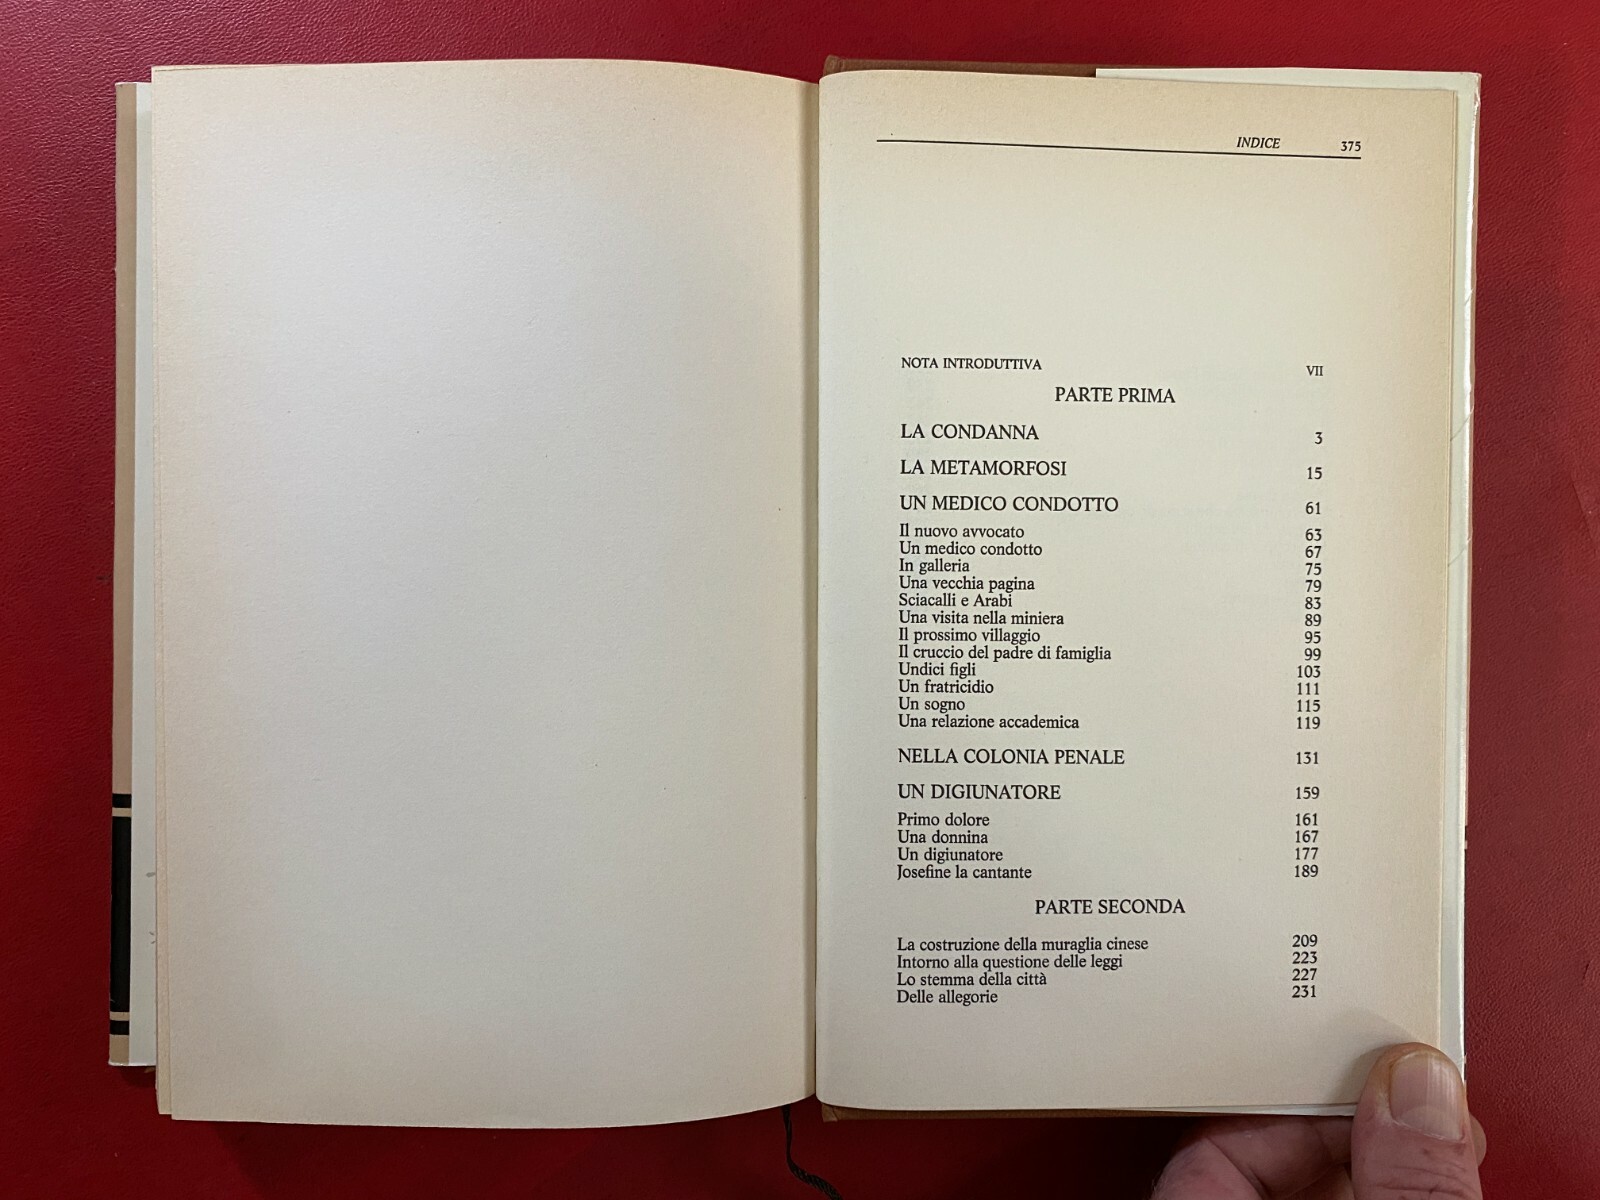 INDICE 375
NOTA INTRODUTTIVA VII
PARTE PRIMA
LA CONDANNA 3
LA METAMORFOSI 15
UN MEDICO CONDOTTO 61
Il nuovo avvocato 63
Un medico condotto 67
In galleria 75
Una vecchia pagina 79
Sciacalli e Arabi 83
Una visita nella miniera 89
Il prossimo villaggio 95
Il cruccio del padre di famiglia 99
Undici figli 103
Un fratricidio 111
Un sogno 115
Una relazione accademica 119
NELLA COLONIA PENALE 131
UN DIGIUNATORE 159
Primo dolore 161
Una donnina 167
Un digiunatore 177
Josefine la cantante 189
PARTE SECONDA
La costruzione della muraglia cinese 209
Intorno alla questione delle leggi 223
Lo stemma della città 227
Delle allegorie 231